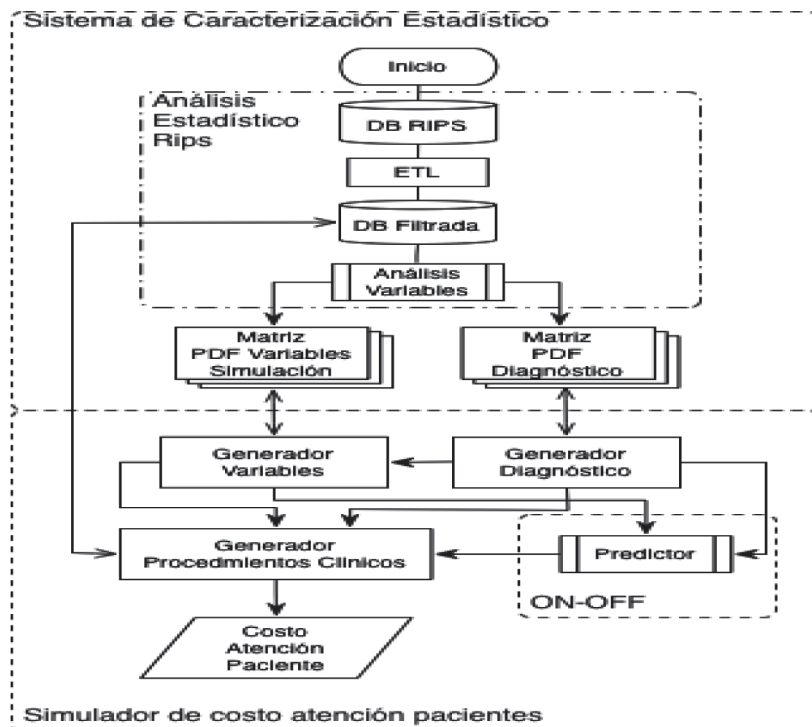 Sistema de Caracterización Estadístico
Inicio
Análisis
Estadístico
Rips
DB RIPS
ETL
DB Filtrada
Análisis
Variables
Matriz
PDF Variables
Simulación
Matriz
PDF
Diagnóstico
Generador
Variables
Generador
Diagnóstico
Generador
Procedimientos Clínicos
Predictor
ON-OFF
Costo
Atención
Paciente
Simulador de costo atención pacientes